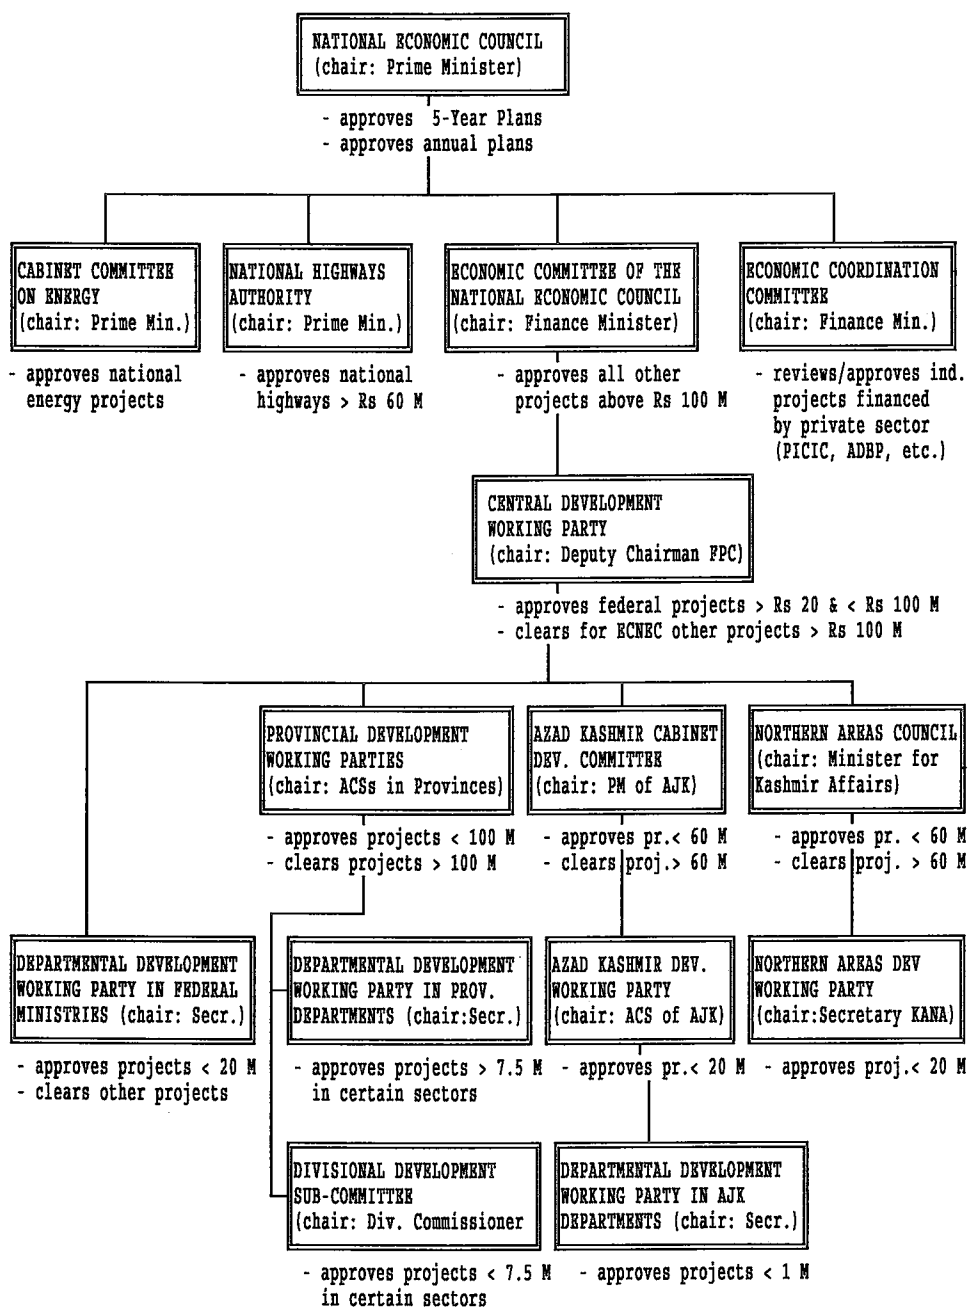 NATIONAL ECONOMIC COUNCIL
(chair: Prime Minister)
- approves 5-Year Plans
- approves annual plans
CABINET COMMITTEE
ON ENERGY
(chair: Prime Min.)
- approves national
energy projects
NATIONAL HIGHWAYS
AUTHORITY
(chair: Prime Min.)
- approves national
highways > Rs 60 M
ECONOMIC COMMITTEE OF THE
NATIONAL ECONOMIC COUNCIL
(chair: Finance Minister)
- approves all other
projects above Rs 100 M
ECONOMIC COORDINATION
COMMITTEE
(chair: Finance Min.)
- reviews/approves ind.
projects financed
by private sector
(PICIC, ADBP, etc.)
CENTRAL DEVELOPMENT
WORKING PARTY
(chair: Deputy Chairman FPC)
- approves federal projects > Rs 20 & < Rs 100 M
- clears for ECNEC other projects > Rs 100 M
PROVINCIAL DEVELOPMENT
WORKING PARTIES
(chair: ACSs in Provinces)
- approves projects < 100 M
- clears projects > 100 M
AZAD KASHMIR CABINET
DEV. COMMITTEE
(chair: PM of AJK)
- approves pr.< 60 M
- clears proj.> 60 M
NORTHERN AREAS COUNCIL
(chair: Minister for
Kashmir Affairs)
- approves pr. < 60 M
- clears proj. > 60 M
DEPARTMENTAL DEVELOPMENT
WORKING PARTY IN FEDERAL
MINISTRIES (chair: Secr.)
- approves projects < 20 M
- clears other projects
DEPARTMENTAL DEVELOPMENT
WORKING PARTY IN PROV.
DEPARTMENTS (chair:Secr.)
- approves projects > 7.5 M
in certain sectors
AZAD KASHMIR DEV.
WORKING PARTY
(chair: ACS of AJK)
- approves pr.< 20 M
NORTHERN AREAS DEV
WORKING PARTY
(chair:Secretary KANA)
- approves proj.< 20 M
DIVISIONAL DEVELOPMENT
SUB-COMMITTEE
(chair: Div. Commissioner
- approves projects < 7.5 M
in certain sectors
DEPARTMENTAL DEVELOPMENT
WORKING PARTY IN AJK
DEPARTMENTS (chair: Secr.)
- approves projects < 1 M